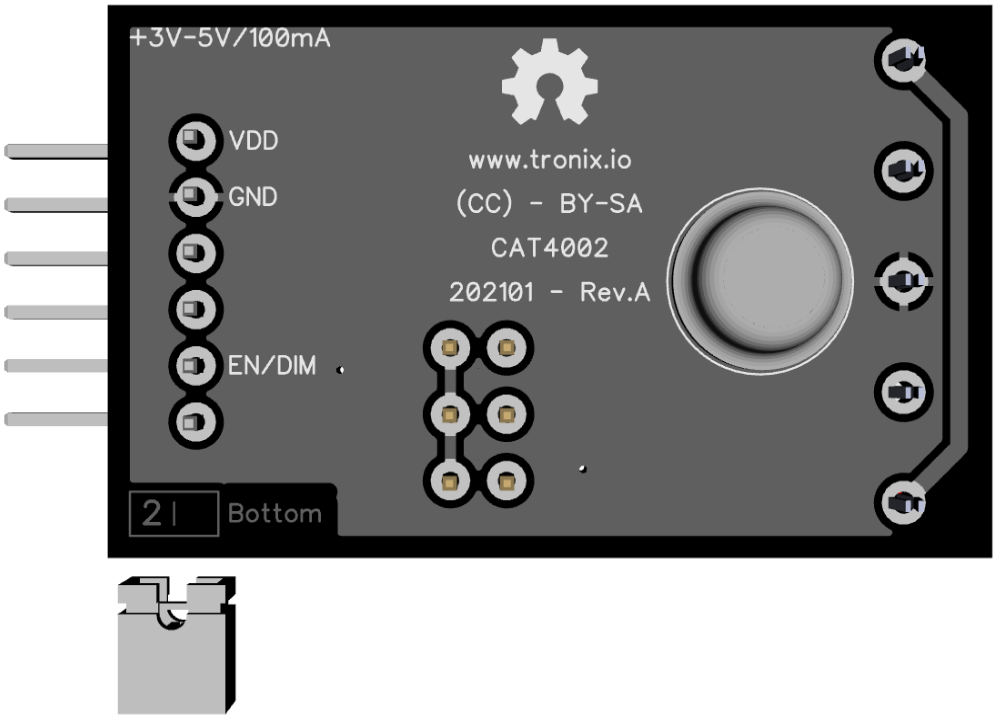 +3V-5V/100mA
VDD
GND
EN/DIM
www.tronix.io
(CC) - BY-SA
CAT4002
202101 - Rev.A
2|
Bottom